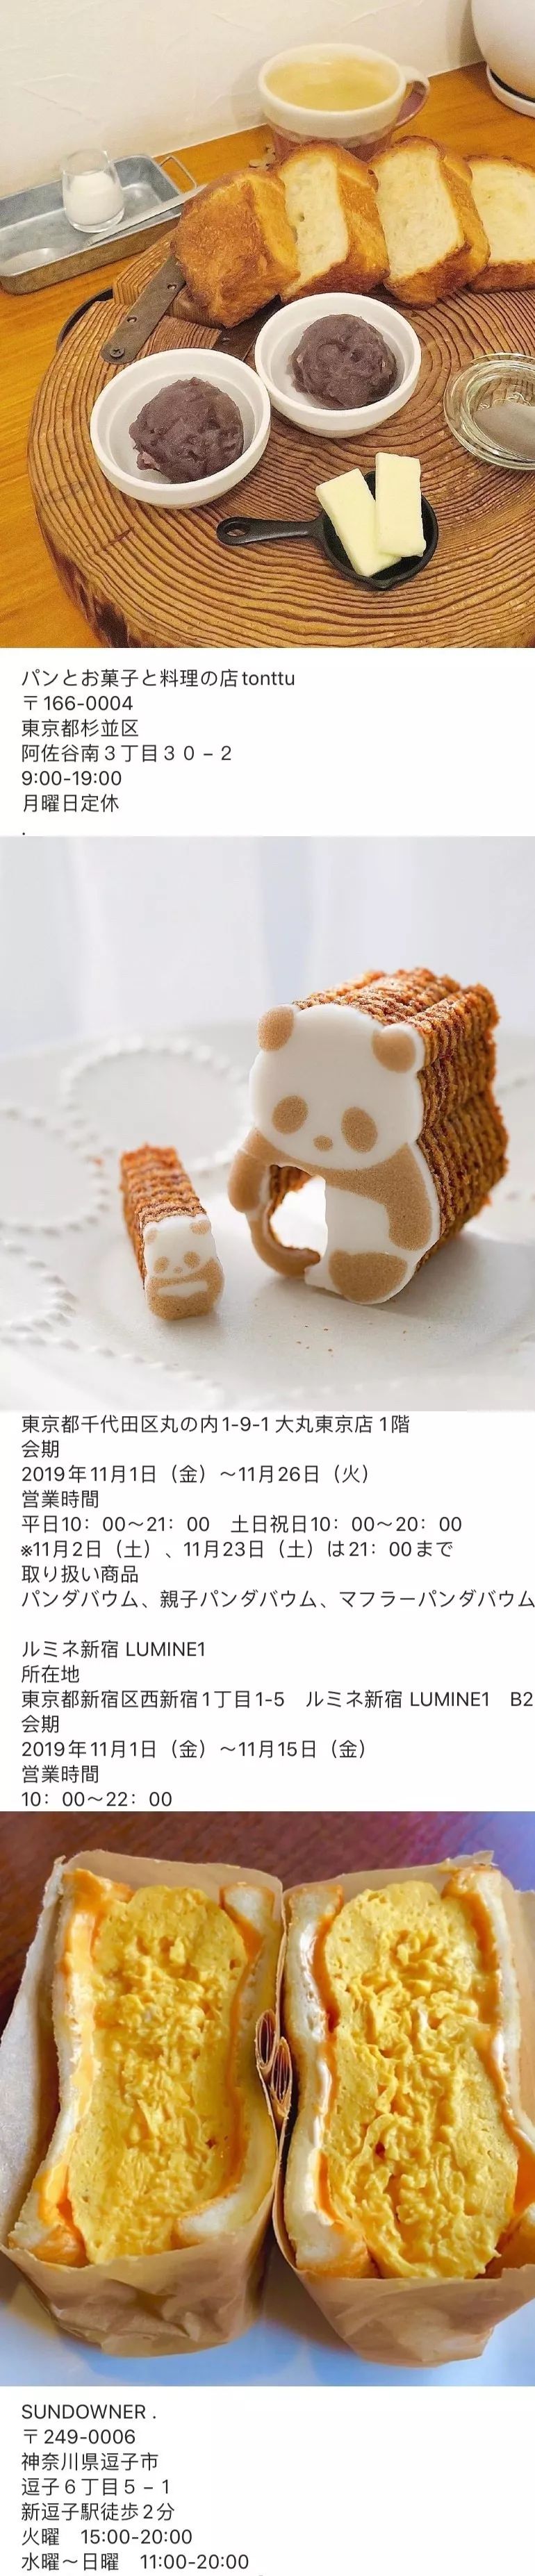 パンとお菓子と料理の店tonttu
〒166-0004
東京都杉並区
阿佐谷南３丁目３０－２
9:00-19:00
月曜日定休
.
東京都千代田区丸の内1-9-1 大丸東京店 1階
会期
2019年11月1日（金）〜11月26日（火）
営業時間
平日10：00〜21：00　土日祝日10：00〜20：00
※11月2日（土）、11月23日（土）は21：00まで
取り扱い商品
パンダバウム、親子パンダバウム、マフラーパンダバウム
ルミネ新宿 LUMINE1
所在地
東京都新宿区西新宿1丁目1-5　ルミネ新宿 LUMINE1　B2
会期
2019年11月1日（金）〜11月15日（金）
営業時間
10：00〜22：00
SUNDOWNER .
〒249-0006
神奈川県逗子市
逗子６丁目５－１
新逗子駅徒歩２分
火曜　15:00-20:00
水曜〜日曜　11:00-20:00